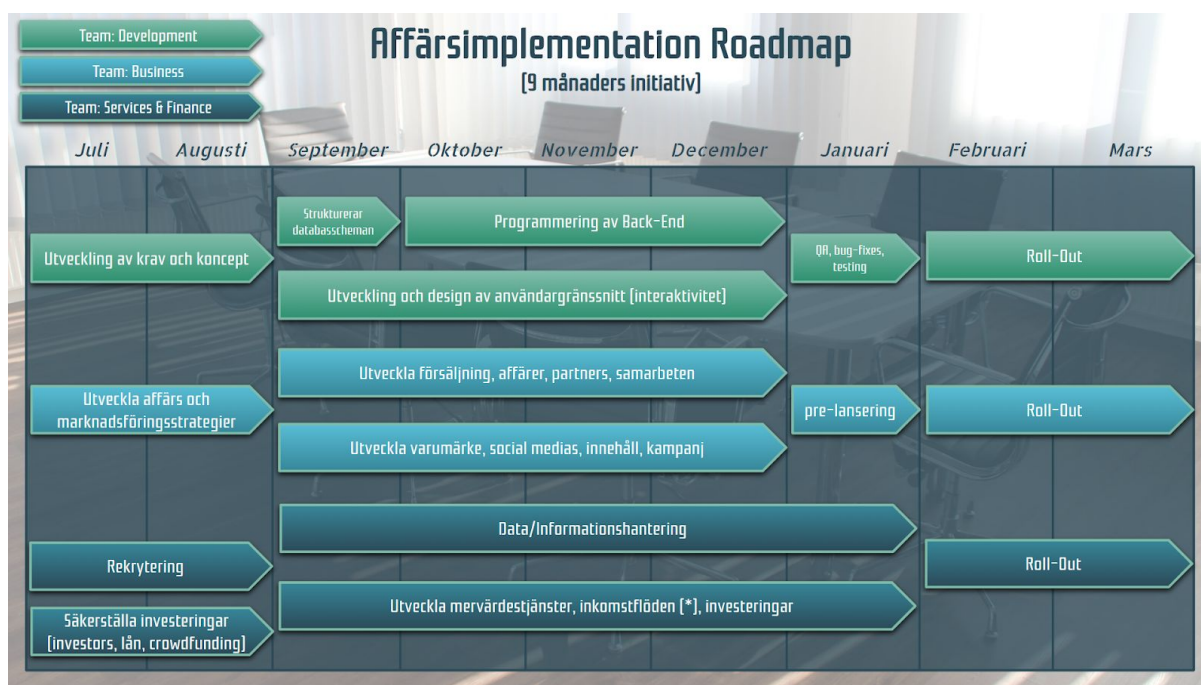 Team: Development
Team: Business
Team: Services & Finance
Affärsimplementation Roadmap
(9 månaders initiativ)
Juli Augusti September Oktober November December Januari Februari Mars
Strukturerar
databasscheman
Programmering av Back-End
Utveckling av krav och koncept
QA, bug-fixes,
testing
Roll-Out
Utveckling och design av användargränssnitt (interaktivitet)
Utveckla försäljning, affärer, partners, samarbeten
Utveckla affärs och
marknadsföringsstrategier
pre-lansering
Roll-Out
Utveckla varumärke, social medias, innehåll, kampanj
Data/Informationshantering
Rekrytering
Roll-Out
Utveckla mervärdestjänster, inkomstflöden (*), investeringar
Säkerställa investeringar
(investors, lån, crowdfunding)